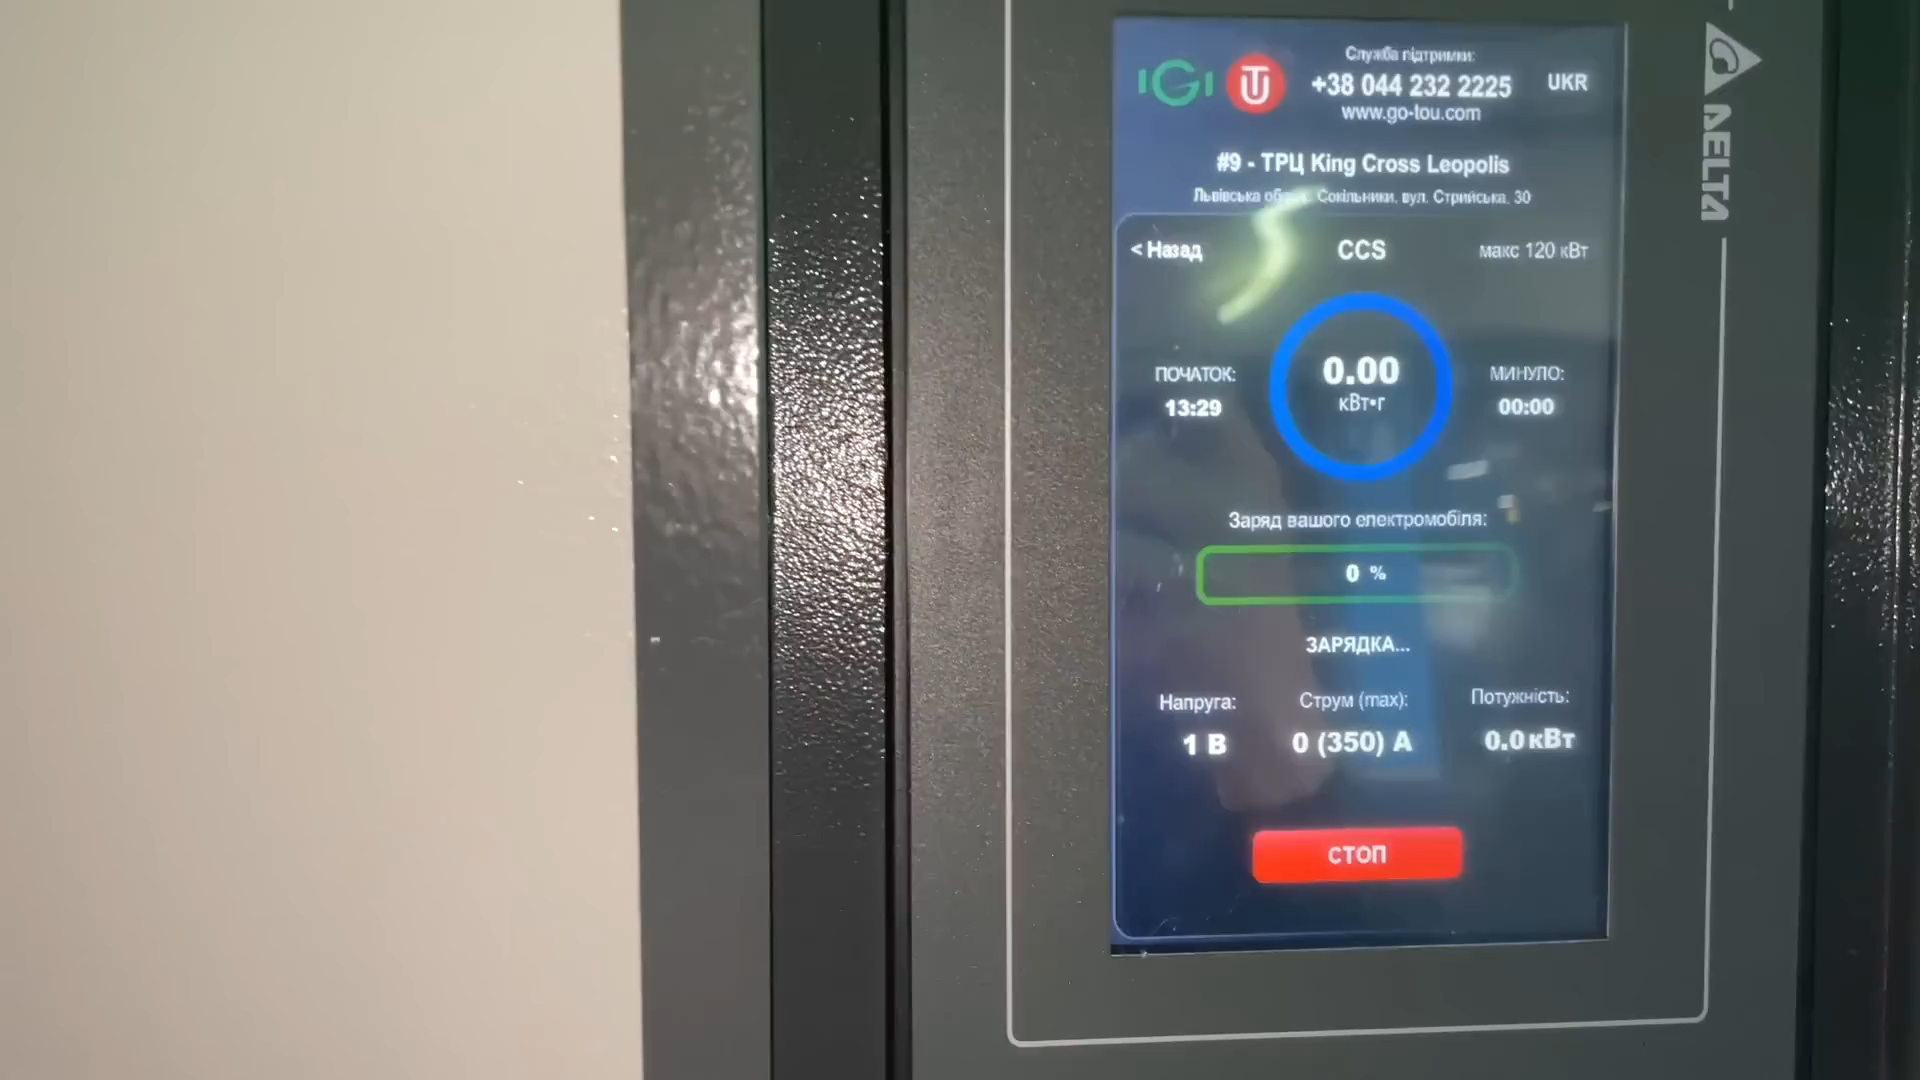 IGI TU
Служба підтримки:
+38 044 232 2225
UKR
www.go-tou.com
#9 - ТРЦ King Cross Leopolis
Львівська Сокільники, вул. Стрийська, 30
< Назад
CCS
макс 120 кВт
ПОЧАТОК:
13:29
0.00
кВт•г
МИНУЛО:
00:00
Заряд вашого електромобіля:
0 %
ЗАРЯДКА...
Напруга:
1 В
Струм (max):
0 (350) А
Потужність:
0.0 кВт
СТОП
DELTA